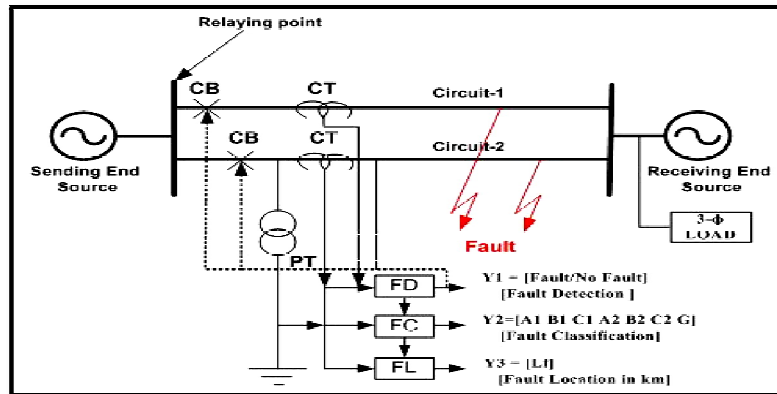 Relaying point
CB
CT
Circuit-1
CB
CT
Circuit-2
Sending End
Source
Receiving End
Source
3-ϕ
LOAD
Fault
PT
FD
Y1 = [Fault/No Fault]
[Fault Detection ]
FC
Y2=[A1 B1 C1 A2 B2 C2 G]
[Fault Classification]
FL
Y3 = [Lf]
[Fault Location in km]